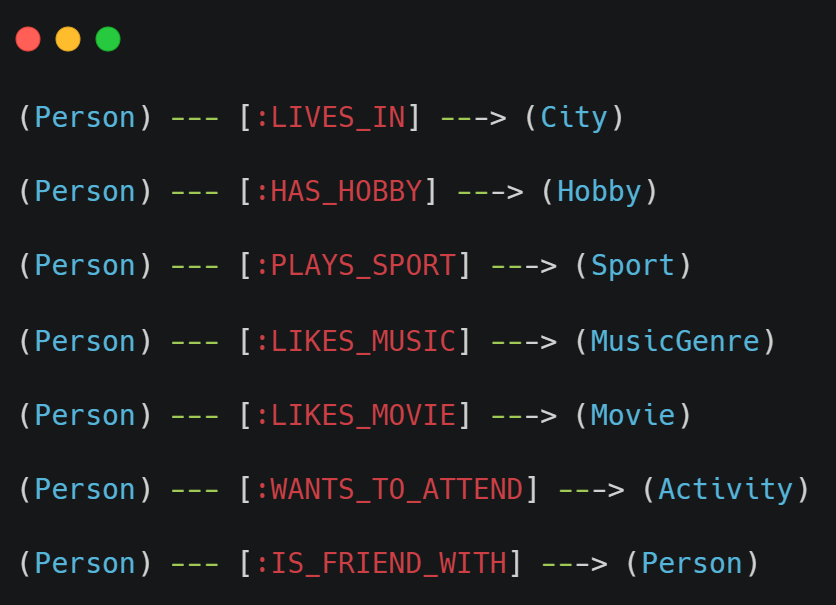 (Person) --- [:LIVES_IN] ---> (City)
(Person) --- [:HAS_HOBBY] ---> (Hobby)
(Person) --- [:PLAYS_SPORT] ---> (Sport)
(Person) --- [:LIKES_MUSIC] ---> (MusicGenre)
(Person) --- [:LIKES_MOVIE] ---> (Movie)
(Person) --- [:WANTS_TO_ATTEND] ---> (Activity)
(Person) --- [:IS_FRIEND_WITH] ---> (Person)